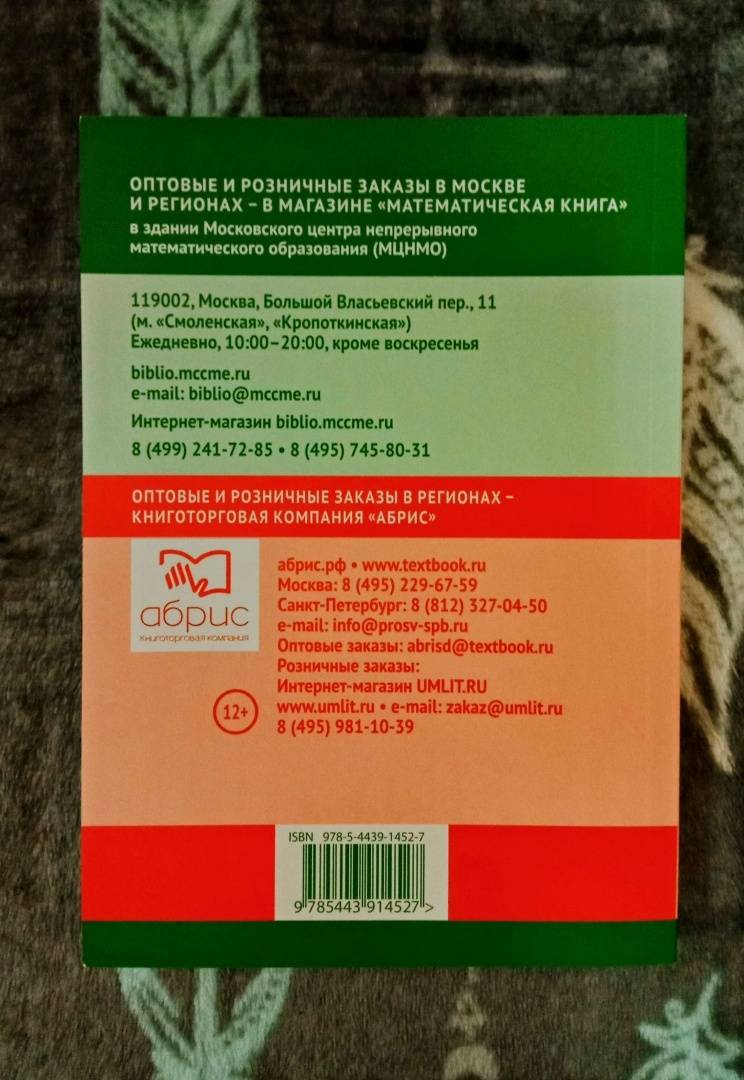 ОПТОВЫЕ И РОЗНИЧНЫЕ ЗАКАЗЫ В МОСКВЕ
И РЕГИОНАХ – В МАГАЗИНЕ «МАТЕМАТИЧЕСКАЯ КНИГА»
в здании Московского центра непрерывного
математического образования (МЦНМО)
119002, Москва, Большой Власьевский пер., 11
(м. «Смоленская», «Кропоткинская»)
Ежедневно, 10:00–20:00, кроме воскресенья
biblio.mccme.ru
e-mail: biblio@mccme.ru
Интернет-магазин biblio.mccme.ru
8 (499) 241-72-85 • 8 (495) 745-80-31
ОПТОВЫЕ И РОЗНИЧНЫЕ ЗАКАЗЫ В РЕГИОНАХ –
КНИГОТОРГОВАЯ КОМПАНИЯ «АБРИС»
абрис
Книготорговая компания
абрис.рф • www.textbook.ru
Москва: 8 (495) 229-67-59
Санкт-Петербург: 8 (812) 327-04-50
e-mail: info@prosv-spb.ru
Оптовые заказы: abrisd@textbook.ru
Розничные заказы:
Интернет-магазин UMLIT.RU
www.umlit.ru • e-mail: zakaz@umlit.ru
8 (495) 981-10-39
12+
ISBN 978-5-4439-1452-7
9 785443 914527 >